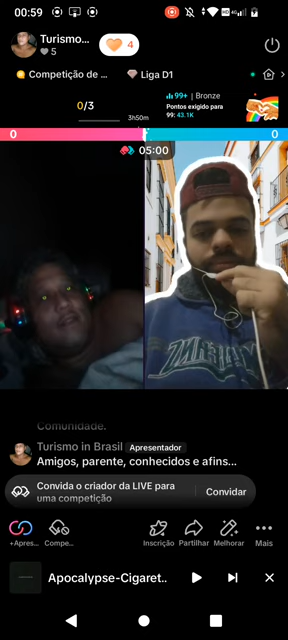 00:59
HD 4G
Turismo...
5
4
Competição de ...
Liga D1
0/3
3h50m
99+ | Bronze
Pontos exigido para
99: 43.1K
0
0
05:00
Comunidade.
Turismo in Brasil Apresentador
Amigos, parente, conhecidos e afins...
Convida o criador da LIVE para
uma competição
Convidar
+Apres...
Compe...
Inscrição
Partilhar
Melhorar
Mais
Apocalypse-Cigaret..